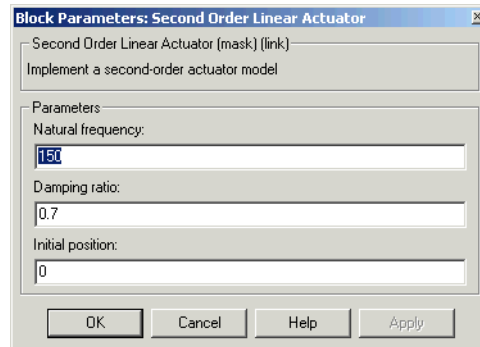 Block Parameters: Second Order Linear Actuator
Second Order Linear Actuator (mask) (link)
Implement a second-order actuator model
Parameters
Natural frequency:
150
Damping ratio:
0.7
Initial position:
0
OK Cancel Help Apply